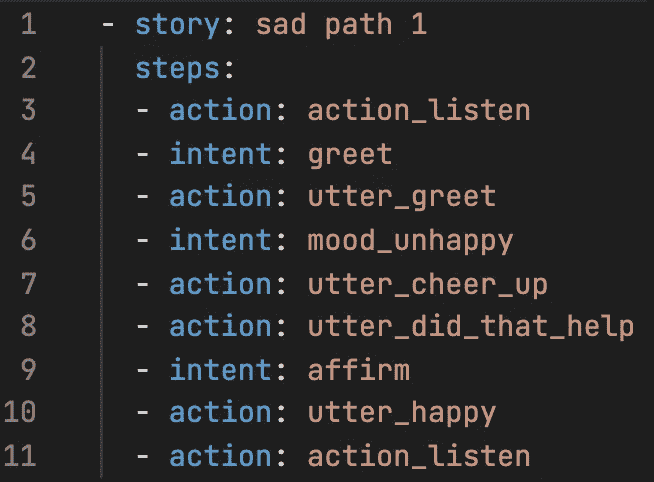 1 - story: sad path 1
2 steps:
3 - action: action_listen
4 - intent: greet
5 - action: utter_greet
6 - intent: mood_unhappy
7 - action: utter_cheer_up
8 - action: utter_did_that_help
9 - intent: affirm
10 - action: utter_happy
11 - action: action_listen